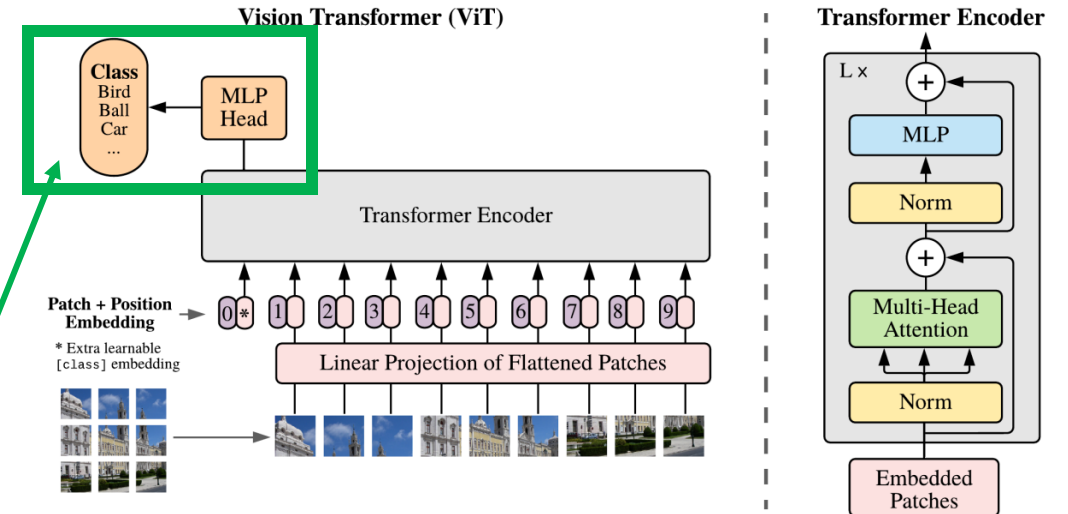 Vision Transformer (ViT)
Class
Bird
Ball
Car
...
MLP
Head
Transformer Encoder
Patch + Position
Embedding
0 * 1 2 3 4 5 6 7 8 9
* Extra learnable
[class] embedding
Linear Projection of Flattened Patches
Transformer Encoder
L ×
+
MLP
Norm
+
Multi-Head
Attention
Norm
Embedded
Patches